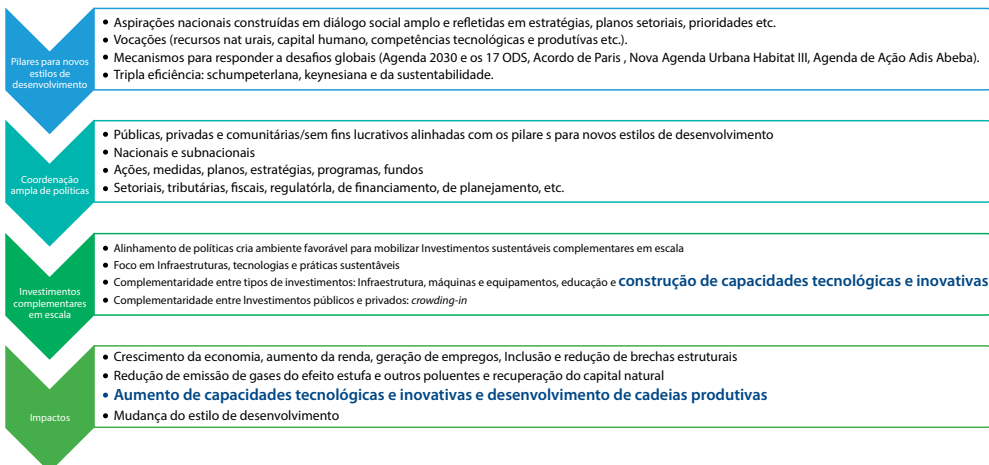 Pilares para novos
estilos de
desenvolvimento
• Aspirações nacionais construídas em diálogo social amplo e refletidas em estratégias, planos setoriais, prioridades etc.
• Vocações (recursos nat urais, capital humano, competências tecnológicas e produtívas etc.).
• Mecanismos para responder a desafios globais (Agenda 2030 e os 17 ODS, Acordo de Paris , Nova Agenda Urbana Habitat III, Agenda de Ação Adis Abeba).
• Tripla eficiência: schumpeterlana, keynesiana e da sustentabilidade.
Coordenação
ampla de políticas
• Públicas, privadas e comunitárias/sem fins lucrativos alinhadas com os pilare s para novos estilos de desenvolvimento
• Nacionais e subnacionais
• Ações, medidas, planos, estratégias, programas, fundos
• Setoriais, tributárias, fiscais, regulatórla, de financiamento, de planejamento, etc.
Investimentos
complementares
em escala
• Alinhamento de políticas cria ambiente favorável para mobilizar Investimentos sustentáveis complementares em escala
• Foco em Infraestruturas, tecnologias e práticas sustentâveis
• Complementaridade entre tipos de investimentos: Infraestrutura, máquinas e equipamentos, educação e construção de capacidades tecnológicas e inovativas
• Complementaridade entre Investimentos públicos e privados: crowding-in
Impactos
• Crescimento da economia, aumento da renda, geração de empregos, Inclusão e redução de brechas estruturais
• Redução de emissão de gases do efeito estufa e outros poluentes e recuperação do capital natural
• Aumento de capacidades tecnológicas e inovativas e desenvolvimento de cadeias produtivas
• Mudança do estilo de desenvolvimento